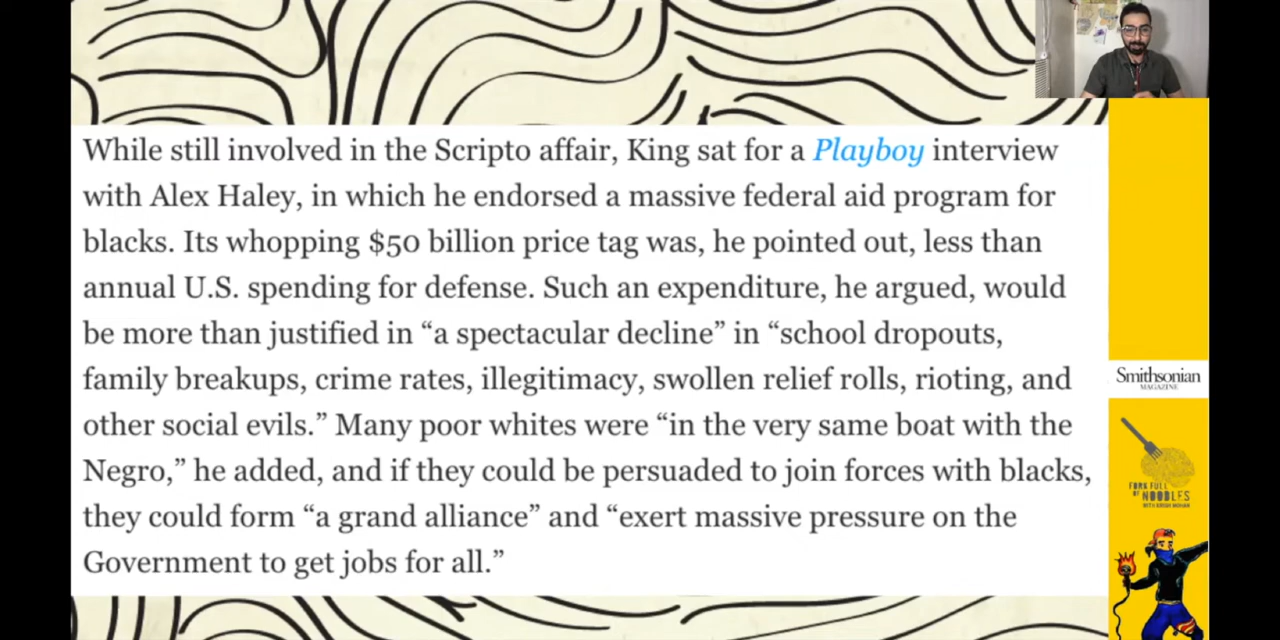 While still involved in the Scripto affair, King sat for a Playboy interview
with Alex Haley, in which he endorsed a massive federal aid program for
blacks. Its whopping $50 billion price tag was, he pointed out, less than
annual U.S. spending for defense. Such an expenditure, he argued, would
be more than justified in “a spectacular decline” in “school dropouts,
family breakups, crime rates, illegitimacy, swollen relief rolls, rioting, and
other social evils.” Many poor whites were “in the very same boat with the
Negro,” he added, and if they could be persuaded to join forces with blacks,
they could form “a grand alliance” and “exert massive pressure on the
Government to get jobs for all.”
Smithsonian
MAGAZINE
FORK FULL
OF NOODLES